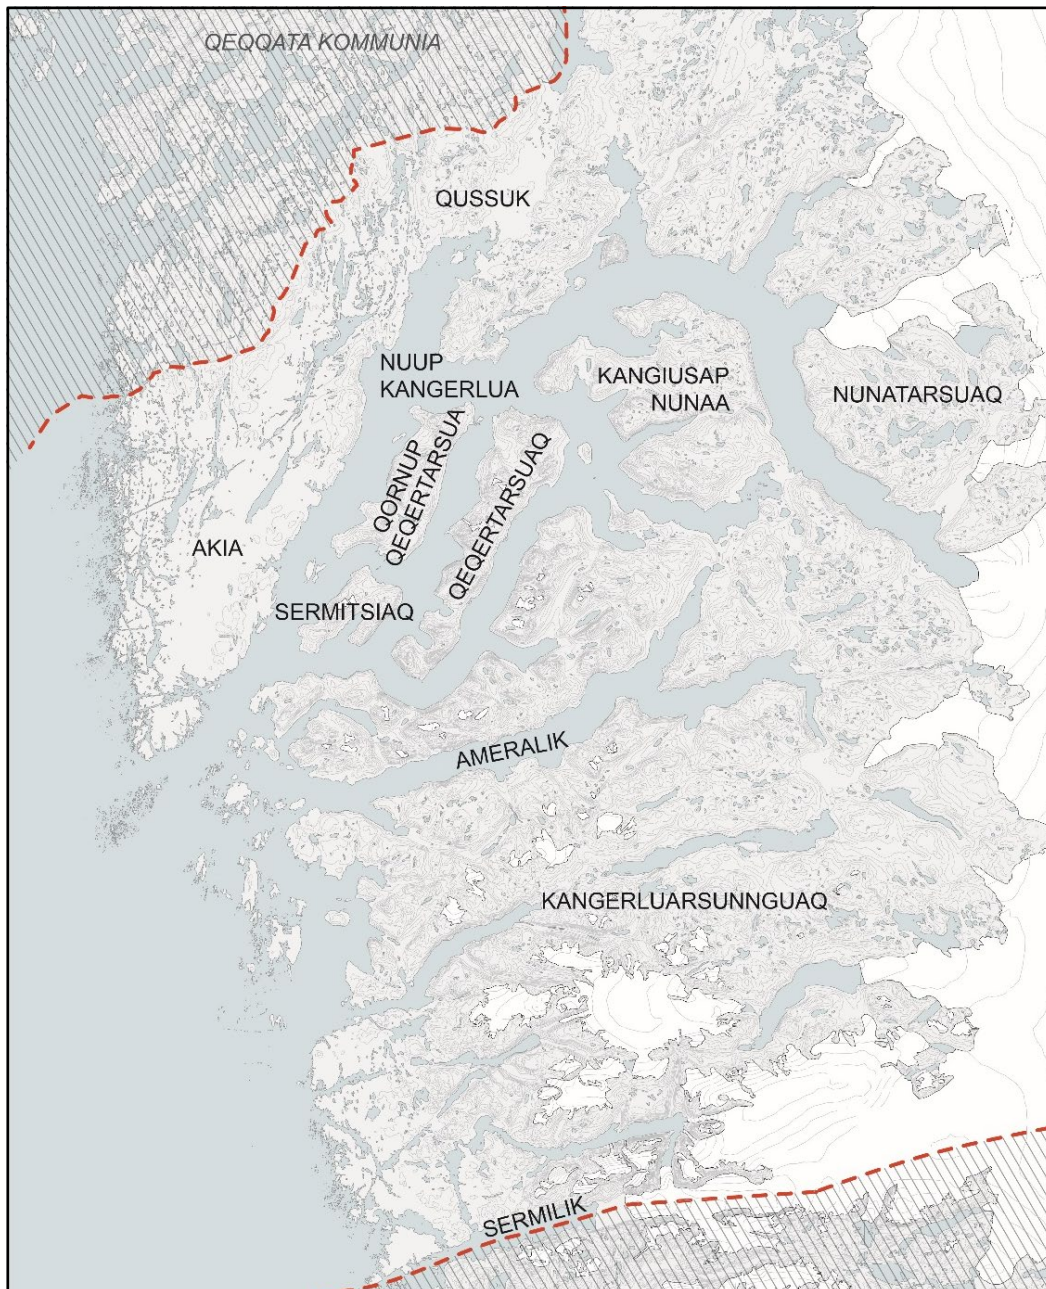 QEQQATA KOMMUNIA
QUSSUK
NUUP
KANGERLUA
KANGIUSAP
NUNAA
NUNATARSUAQ
QORNUP
QEQERTARSUA
QEQERTARSUAQ
AKIA
SERMITSIAQ
AMERALIK
KANGERLUARSUNNGUAQ
SERMILIK